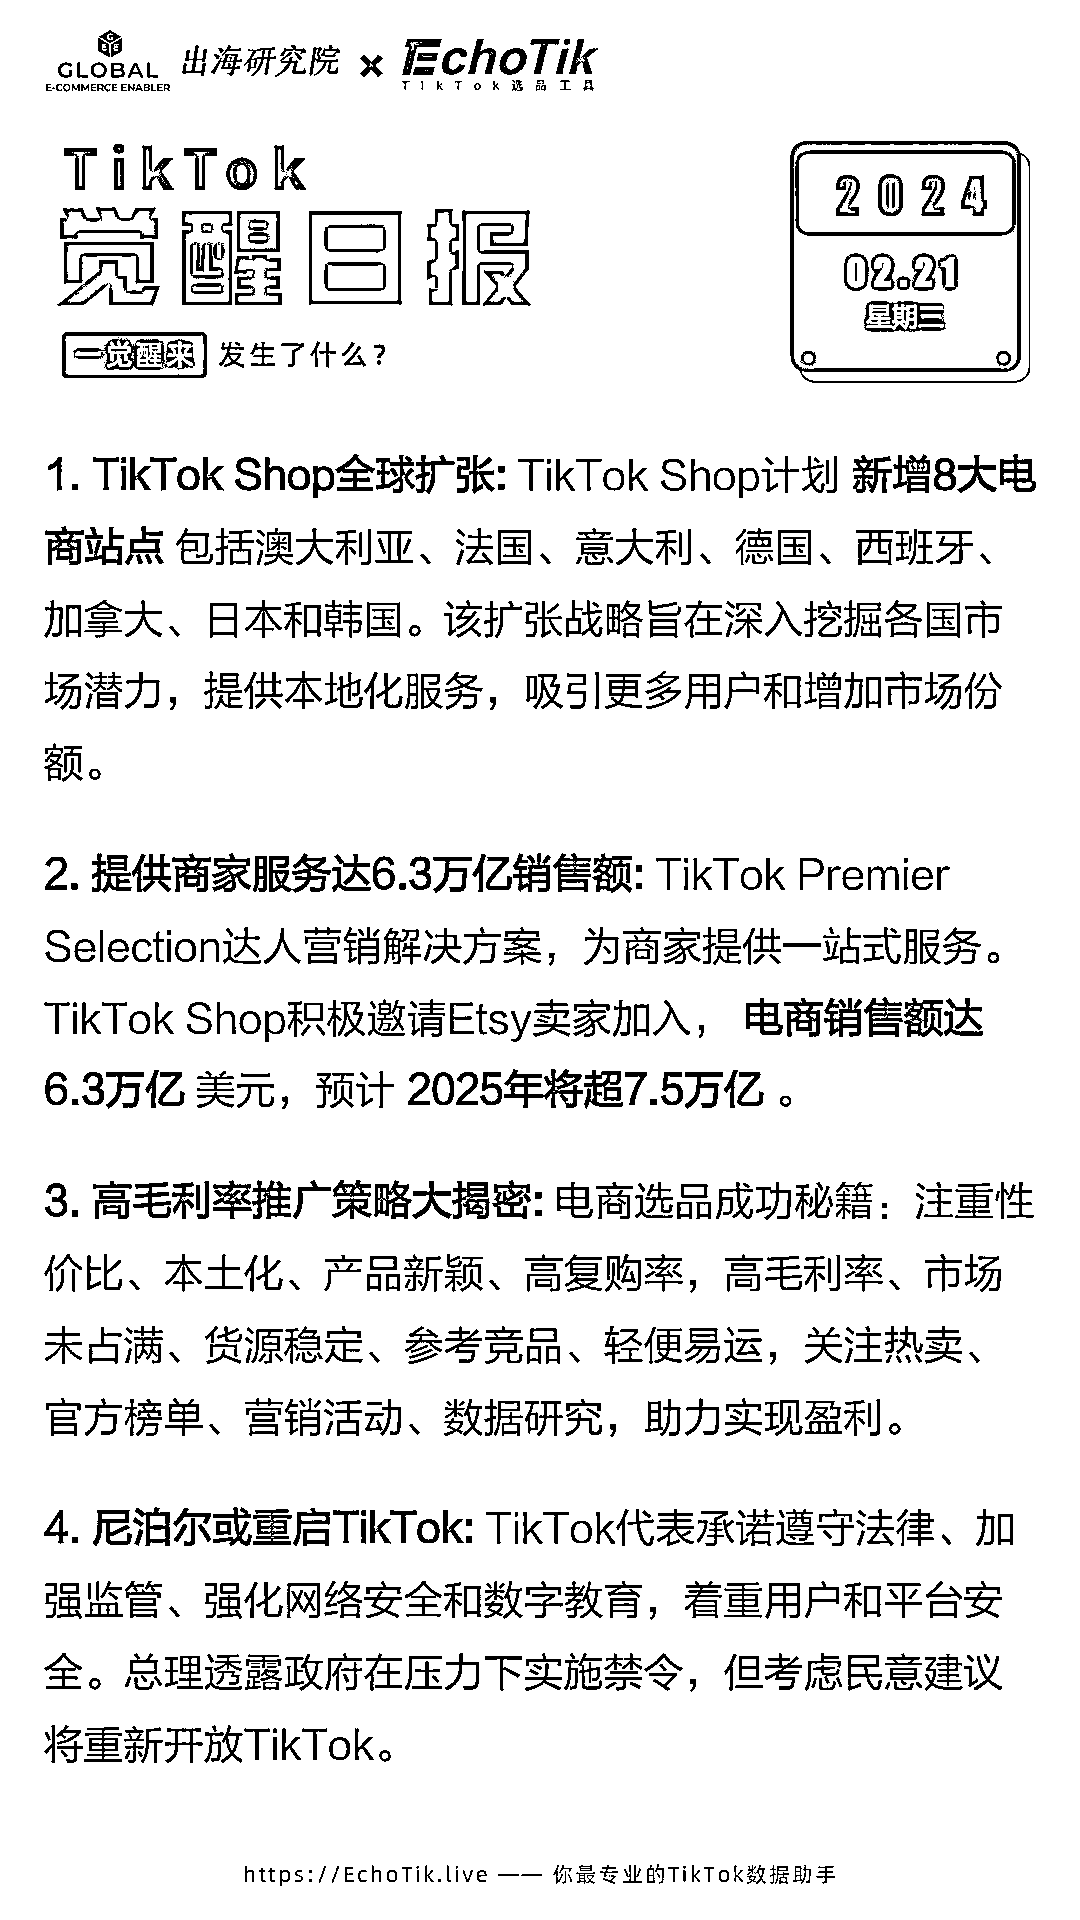 GLOBAL
E-COMMERCE ENABLER
出海研究院 × EchoTik
TikTok选品工具
TikTok
觉醒日报
一觉醒来 发生了什么?
2024
02.21
星期三
1. TikTok Shop全球扩张: TikTok Shop计划 新增8大电
商站点 包括澳大利亚、法国、意大利、德国、西班牙、
加拿大、日本和韩国。该扩张战略旨在深入挖掘各国市
场潜力，提供本地化服务，吸引更多用户和增加市场份
额。
2. 提供商家服务达6.3万亿销售额: TikTok Premier
Selection达人营销解决方案，为商家提供一站式服务。
TikTok Shop积极邀请Etsy卖家加入， 电商销售额达
6.3万亿 美元，预计 2025年将超7.5万亿 。
3. 高毛利率推广策略大揭密: 电商选品成功秘籍：注重性
价比、本土化、产品新颖、高复购率，高毛利率、市场
未占满、货源稳定、参考竞品、轻便易运，关注热卖、
官方榜单、营销活动、数据研究，助力实现盈利。
4. 尼泊尔或重启TikTok: TikTok代表承诺遵守法律、加
强监管、强化网络安全和数字教育，着重用户和平台安
全。总理透露政府在压力下实施禁令，但考虑民意建议
将重新开放TikTok。
https://EchoTik.live —— 你最专业的TikTok数据助手